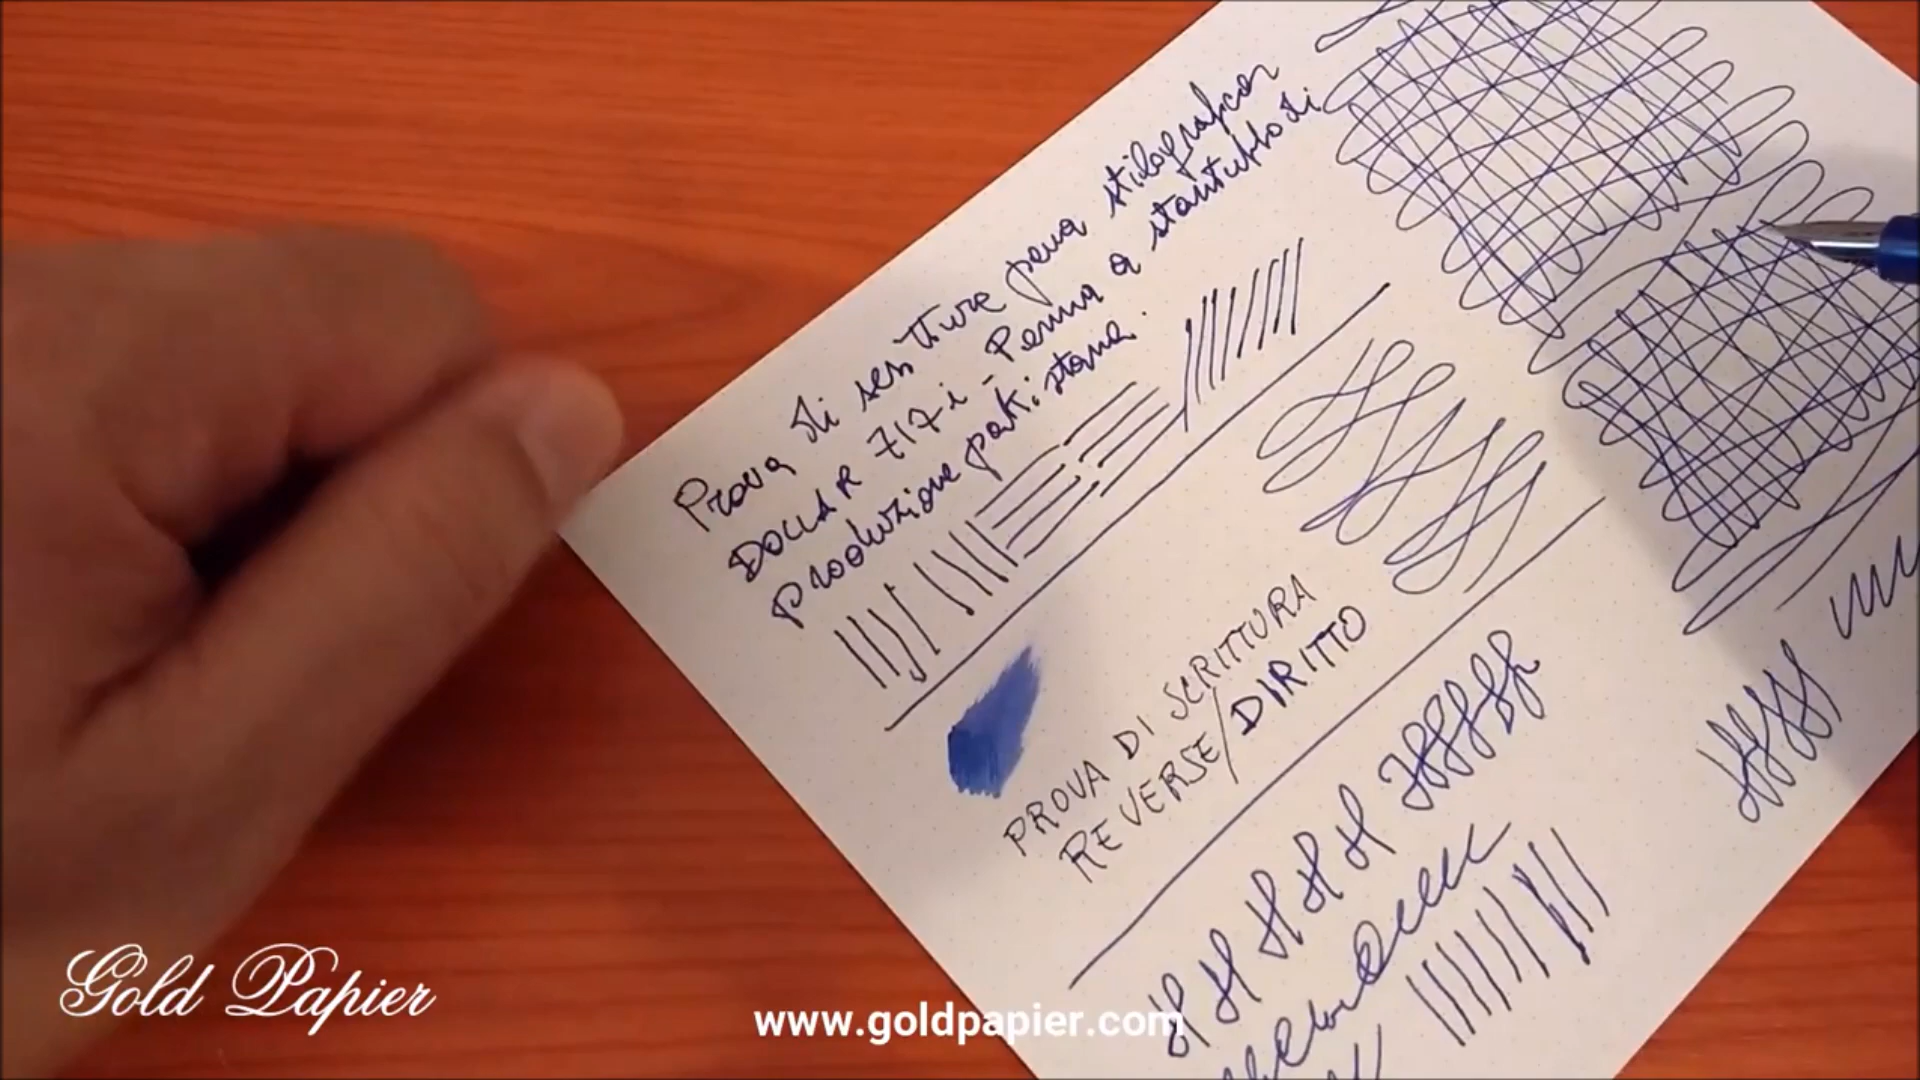 Prova di scrittura penna stilografica
DOLLAR 717i - Penna a stantuffo di
produzione pakistana.
PROVA DI SCRITTURA
REVERSE/DIRITTO
Gold Papier
www.goldpapier.com